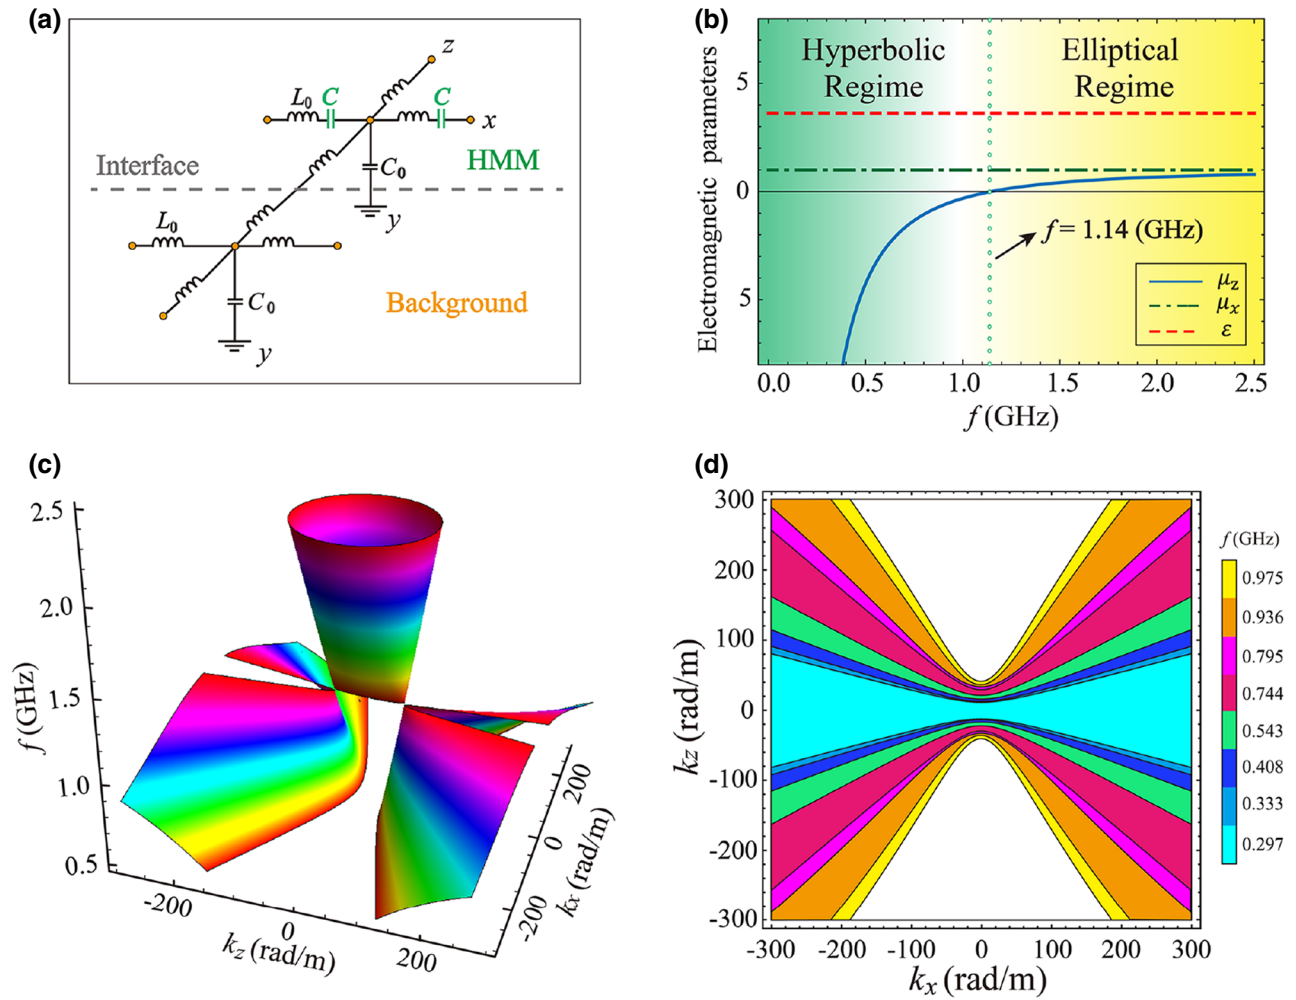 (a)
z
L₀ C C x
Interface
C₀ HMM
y
L₀
C₀ Background
y
(b)
Electromagnetic parameters
5
0
5
Hyperbolic
Regime
Elliptical
Regime
f = 1.14 (GHz)
μz
μx
ε
0.0 0.5 1.0 1.5 2.0 2.5
f (GHz)
(c)
f (GHz)
2.5
2.0
1.5
1.0
0.5
-200 0 200
kz (rad/m)
-200 0 200
kx (rad/m)
(d)
kz (rad/m)
300
200
100
0
-100
-200
-300
-300 -200 -100 0 100 200 300
kx (rad/m)
f (GHz)
0.975
0.936
0.795
0.744
0.543
0.408
0.333
0.297